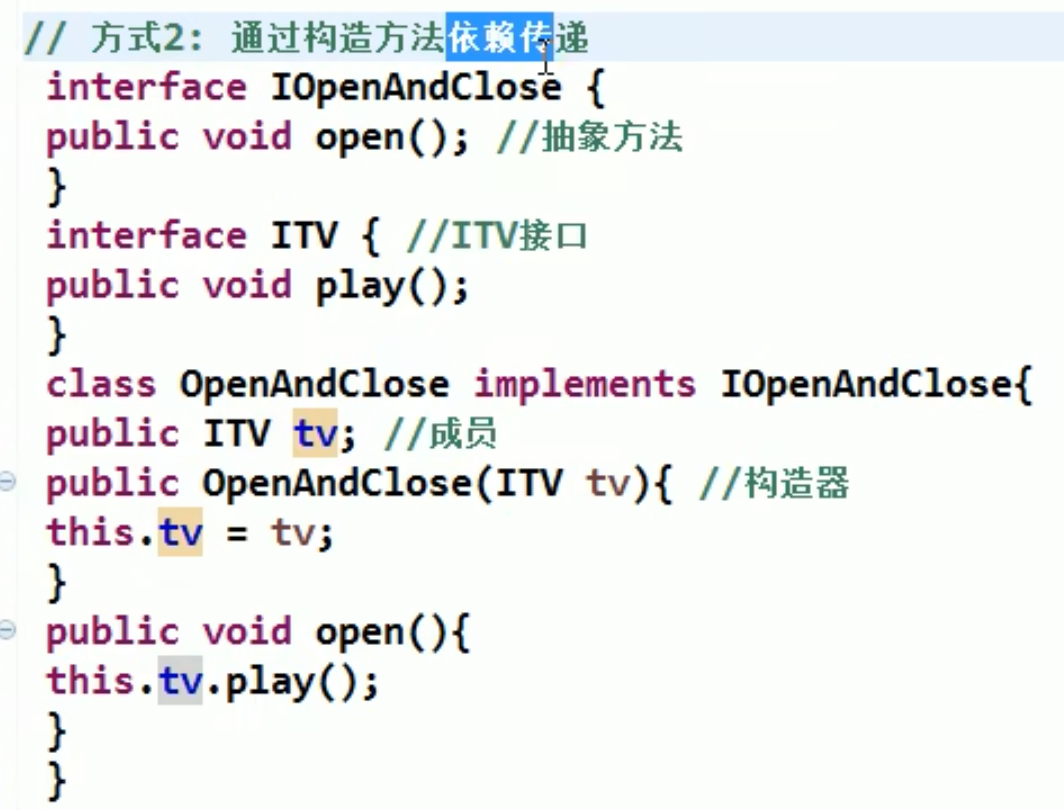 // 方式2: 通过构造方法依赖传递
interface IOpenAndClose {
public void open(); //抽象方法
}
interface ITV { //ITV接口
public void play();
}
class OpenAndClose implements IOpenAndClose{
public ITV tv; //成员
public OpenAndClose(ITV tv){ //构造器
this.tv = tv;
}
public void open(){
this.tv.play();
}
}